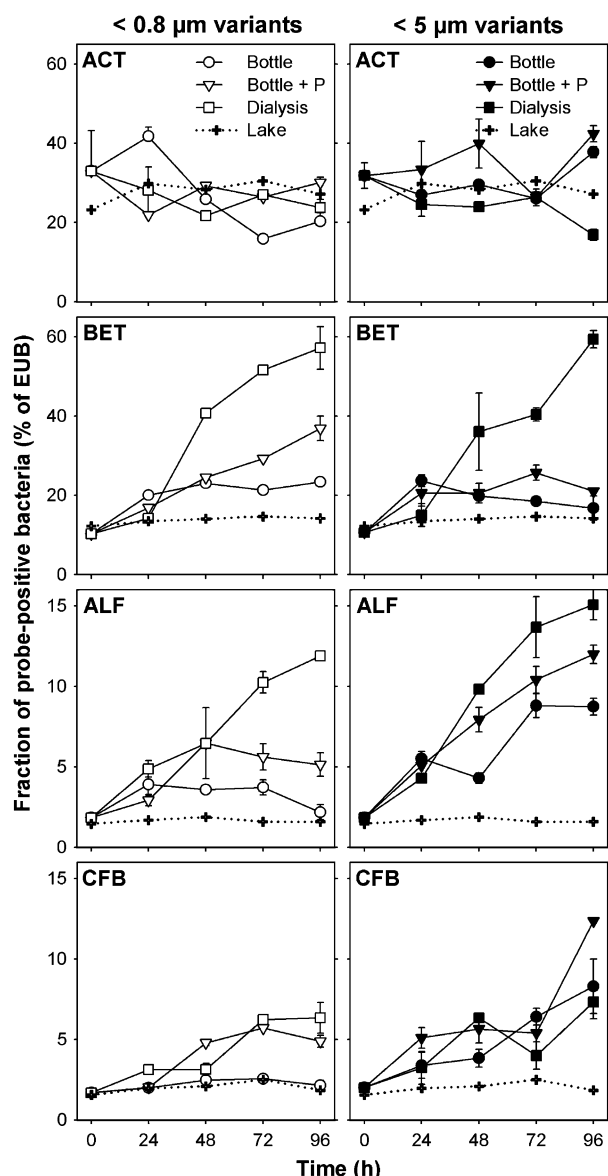 < 0.8 µm variants
< 5 µm variants
ACT
Bottle
Bottle + P
Dialysis
Lake
ACT
Bottle
Bottle + P
Dialysis
Lake
60
40
20
0
BET
BET
60
40
20
0
ALF
ALF
15
10
5
0
CFB
CFB
15
10
5
0
0 24 48 72 96
0 24 48 72 96
Time (h)
Fraction of probe-positive bacteria (% of EUB)